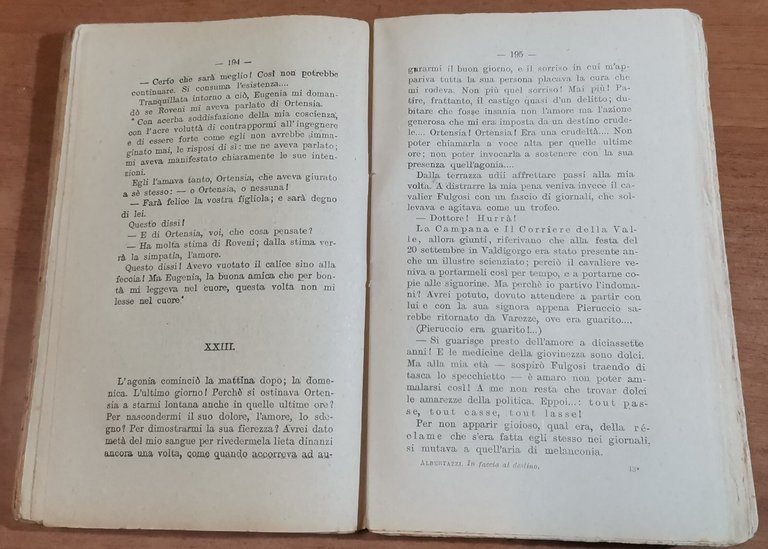 — 194 —
— Certo che sarà meglio! Così non potrebbe
continuare. Si consuma l'esistenza....
Tranquillata intorno a ciò, Eugenia mi doman-
dò se Roveni mi aveva parlato di Ortensia.
Con acerba soddisfazione della mia coscienza,
con l'acre voluttà di contrappormi all'ingegnere
e di essere forte come egli non avrebbe imma-
ginato mai, le risposi di sì: me ne aveva parlato;
mi aveva manifestato chiaramente le sue inten-
zioni.
Egli l'amava tanto, Ortensia, che aveva giurato
a sè stesso: — o Ortensia, o nessuna!
— Farà felice la vostra figliola; e sarà degno
di lei.
Questo dissi!
— E di Ortensia, voi, che cosa pensate?
— Ha molta stima di Roveni; dalla stima verrà
la simpatia, l'amore.
Questo dissi! Avevo vuotato il calice sino alla
feccia! Ma Eugenia, la buona amica che per bon-
tà mi leggeva nel cuore, questa volta non mi
lesse nel cuore.
XXIII.
L'agonia cominciò la mattina dopo; la dome-
nica. L'ultimo giorno! Perchè si ostinava Orten-
sia a starmi lontana anche in quelle ultime ore?
Per nascondermi il suo dolore, l'amore, lo sde-
gno? Per dimostrarmi la sua fierezza? Avrei dato
metà del mio sangue per rivedermela lieta dinanzi
ancora una volta, come quando accorreva ad au-
— 195 —
gurarmi il buon giorno, e il sorriso in cui m'ap-
pariva tutta la sua persona placava la cura che
mi rodeva. Non più quel sorriso! Mai più! Pa-
tire, frattanto, il castigo quasi d'un delitto; du-
bitare che fosse insania non l'amore ma l'azione
generosa che mi era imposta da un destino crude-
le.... Ortensia! Ortensia! Era una crudeltà.... Non
poter chiamarla a voce alta per quelle ultime
ore; non poter invocarla a sostenere con la sua
presenza quell'agonia....
Dalla terrazza udii affrettare passi alla mia
volta. A distrarre la mia pena veniva invece il ca-
valier Fulgosi con un fascio di giornali, che sol-
levava e agitava come un trofeo.
— Dottore! Hurrà!
La Campana e Il Corriere della Val-
le, allora giunti, riferivano che alla festa del
20 settembre in Valdigorgo era stato presente an-
che un illustre scienziato; perciò il cavaliere ve-
niva a portarmeli così per tempo, e a portarne co-
pie alle signorine. Ma perchè io partivo l'indoma-
ni? Avrei potuto, dovuto attendere a partir con
lui e con la sua signora appena Pieruccio sa-
rebbe ritornato da Varezze, ove era guarito....
(Pieruccio era guarito!...)
— Si guarisce presto dell'amore a diciassette
anni! E le medicine della giovinezza sono dolci.
Ma alla mia età — sospirò Fulgosi traendo di
tasca lo specchietto — è amaro non poter am-
malarsi così! A me non resta che trovar dolci
le amarezze della politica. Eppoi...: tout pas-
se, tout casse, tout lasse!
Per non apparir gioioso, qual era, della ré-
clame che s'era fatta egli stesso nei giornali,
si mutava a quell'aria di melanconia.
ALBERTAZZI. In faccia al destino.
13*